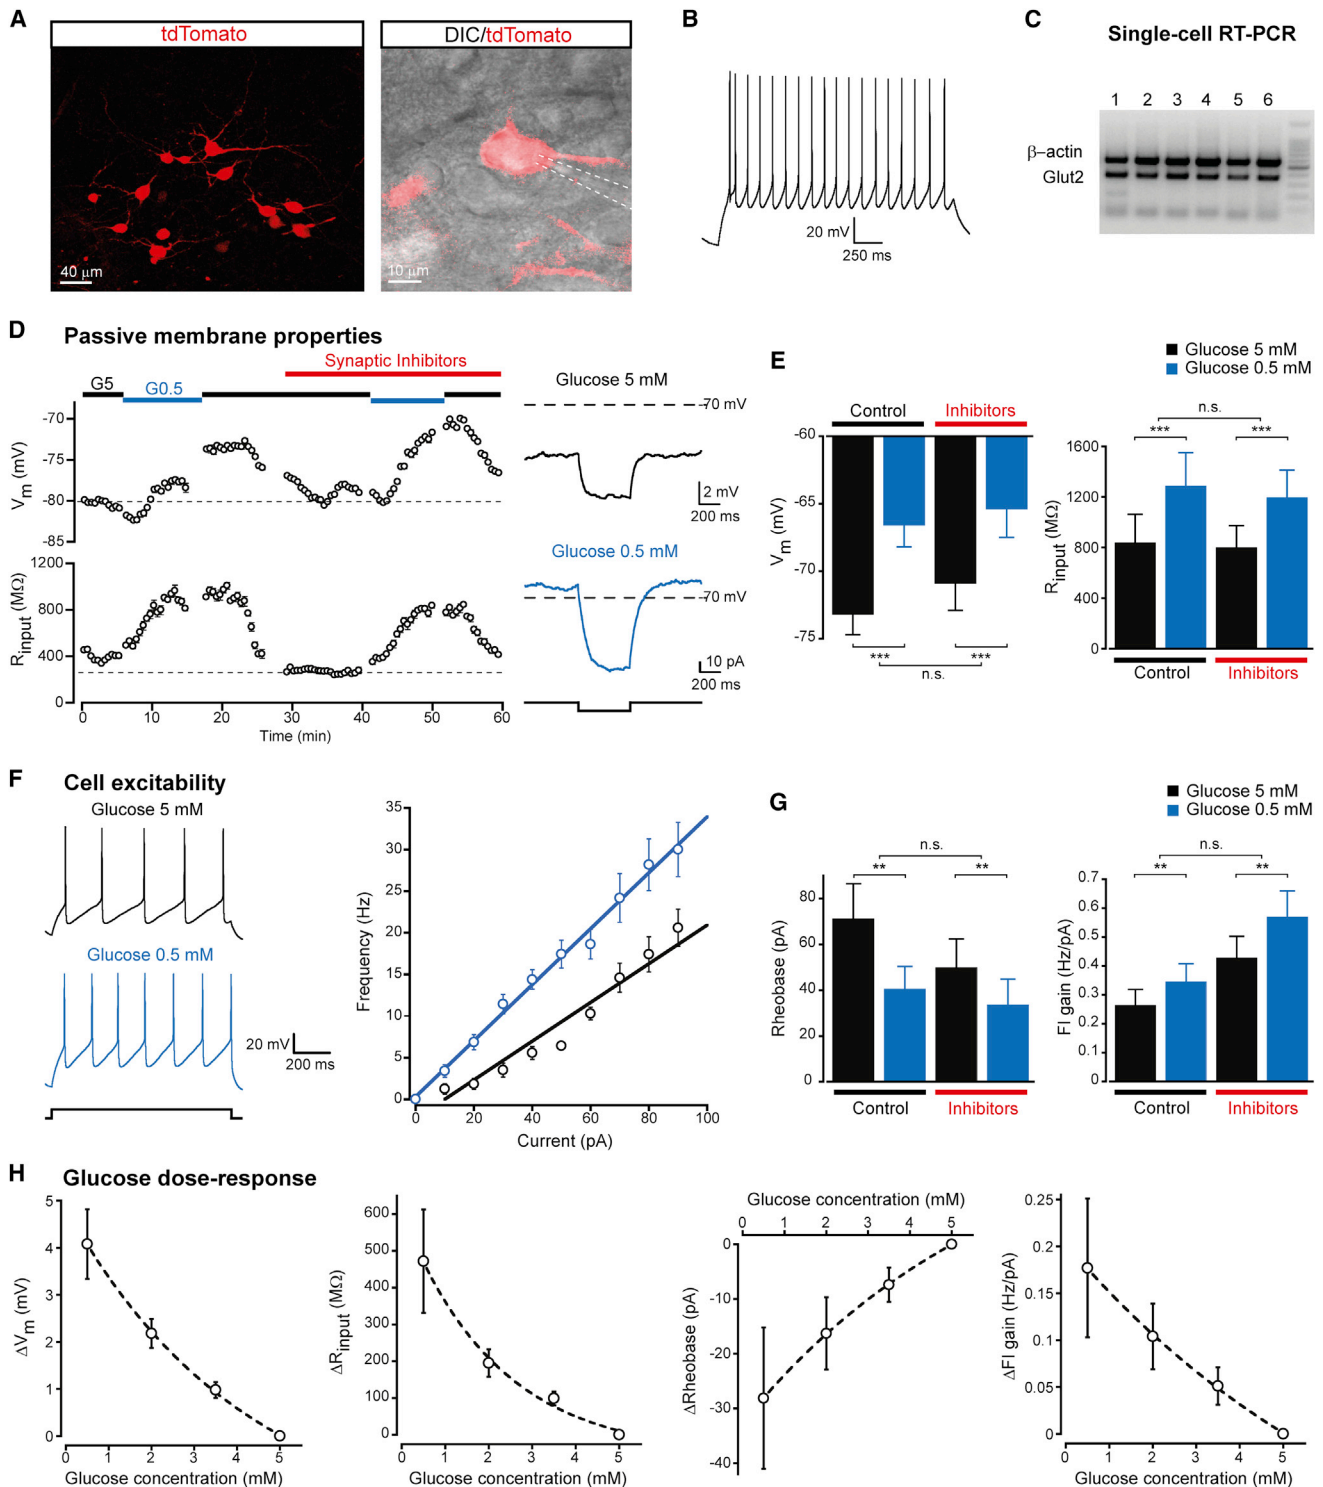 A
tdTomato
40 μm
DIC/tdTomato
10 μm
B
20 mV
250 ms
C
Single-cell RT-PCR
1 2 3 4 5 6
β–actin
Glut2
D
Passive membrane properties
Synaptic Inhibitors
G5
G0.5
Vm (mV)
-70
-75
-80
-85
Rinput (MΩ)
1200
800
400
0
0 10 20 30 40 50 60
Time (min)
Glucose 5 mM
-70 mV
2 mV
200 ms
Glucose 0.5 mM
-70 mV
10 pA
200 ms
E
Glucose 5 mM
Glucose 0.5 mM
Control
Inhibitors
Vm (mV)
-60
-65
-70
-75
*** ***
n.s.
n.s.
*** ***
Rinput (MΩ)
1600
1200
800
400
0
Control
Inhibitors
F
Cell excitability
Glucose 5 mM
Glucose 0.5 mM
20 mV
200 ms
Frequency (Hz)
35
30
25
20
15
10
5
0
0 20 40 60 80 100
Current (pA)
G
Glucose 5 mM
Glucose 0.5 mM
n.s.
** **
Rheobase (pA)
80
60
40
20
0
Control
Inhibitors
n.s.
** **
FI gain (Hz/pA)
0.7
0.6
0.5
0.4
0.3
0.2
0.1
0
Control
Inhibitors
H
Glucose dose-response
ΔVm (mV)
5
4
3
2
1
0
0 1 2 3 4 5
Glucose concentration (mM)
ΔRinput (MΩ)
600
500
400
300
200
100
0
0 1 2 3 4 5
Glucose concentration (mM)
Glucose concentration (mM)
0 1 2 3 4 5
ΔRheobase (pA)
0
-10
-20
-30
-40
ΔFI gain (Hz/pA)
0.25
0.2
0.15
0.1
0.05
0
0 1 2 3 4 5
Glucose concentration (mM)